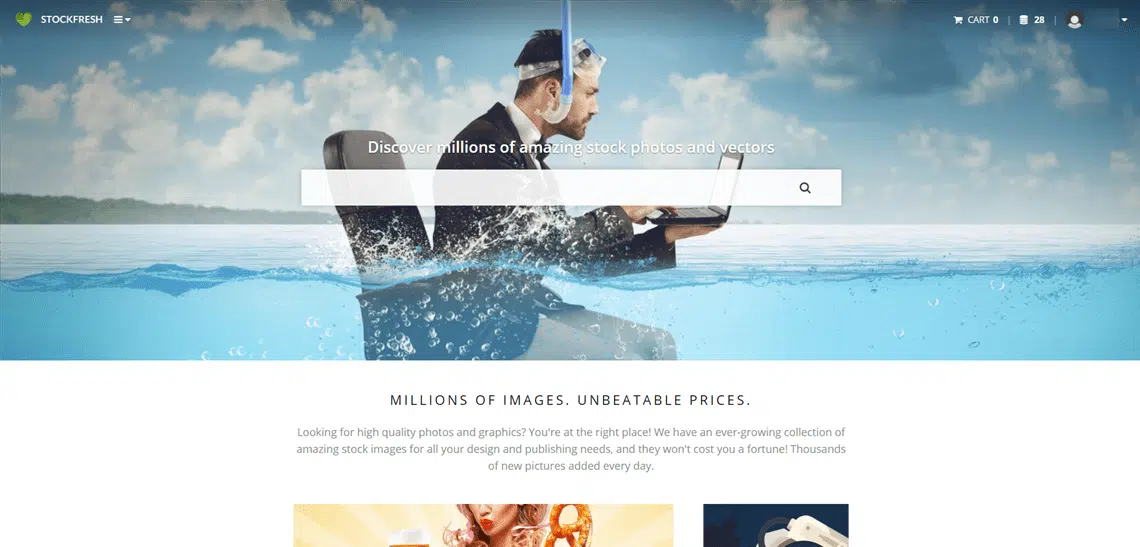 STOCKFRESH
CART 0 | 28 |
Discover millions of amazing stock photos and vectors
MILLIONS OF IMAGES. UNBEATABLE PRICES.
Looking for high quality photos and graphics? You're at the right place! We have an ever-growing collection of
amazing stock images for all your design and publishing needs, and they won't cost you a fortune! Thousands
of new pictures added every day.